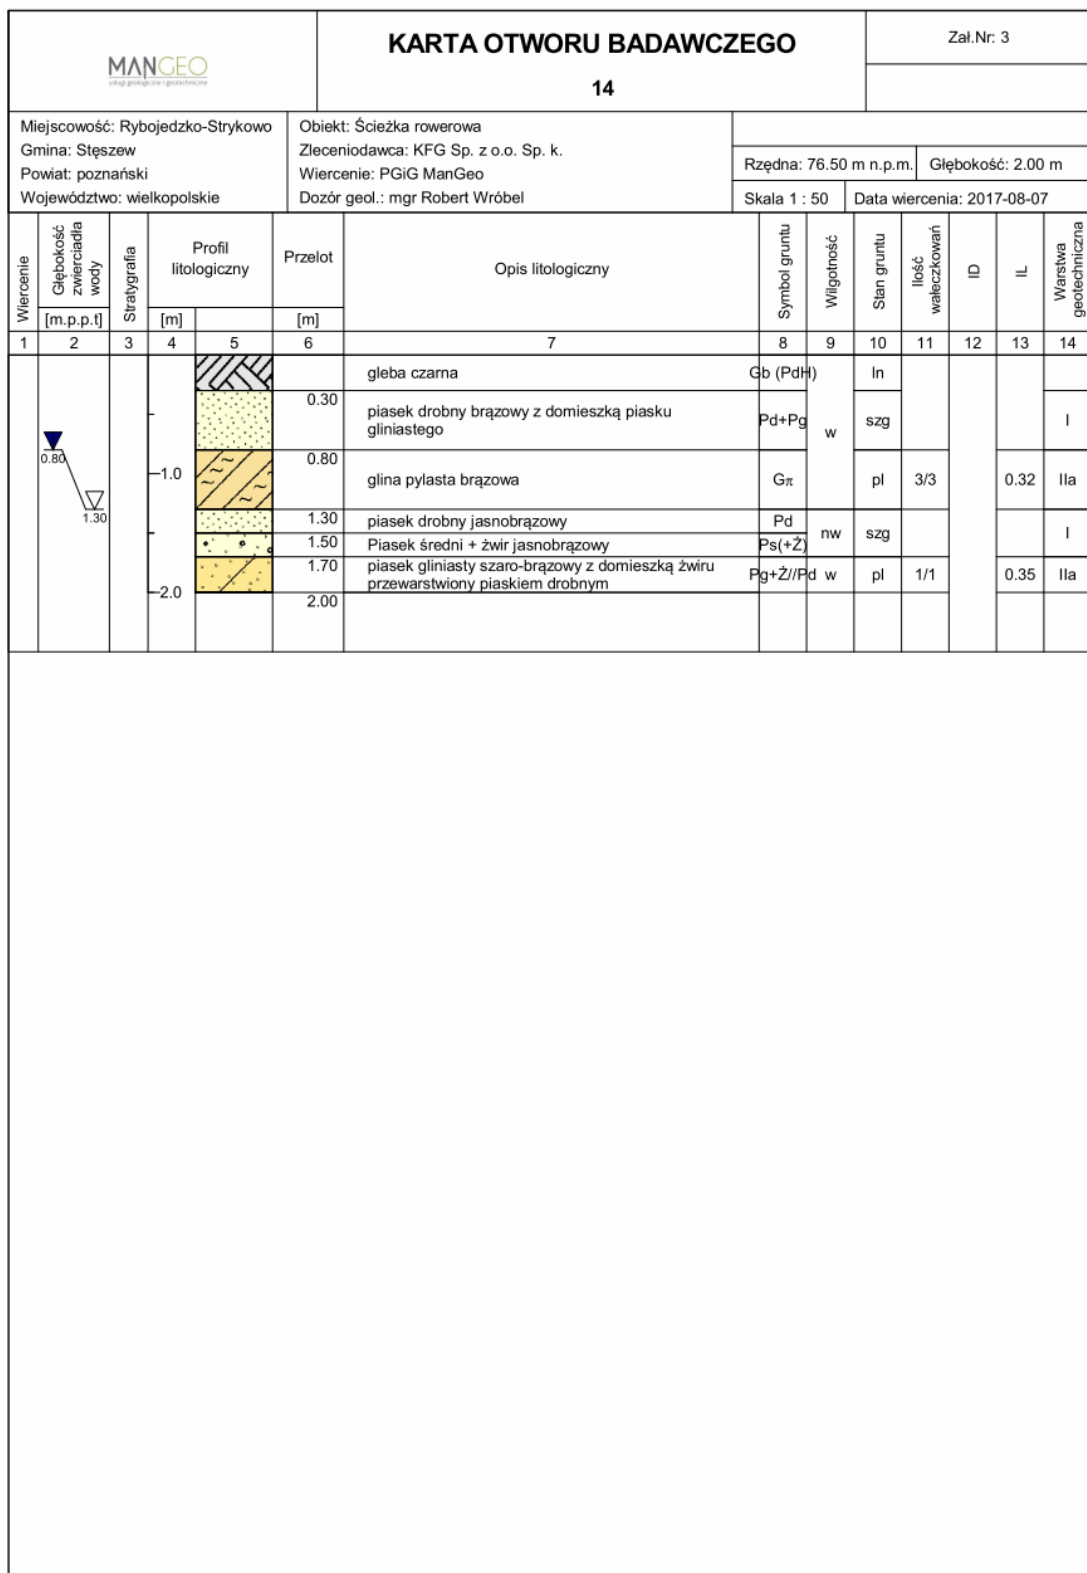 MANGEO
usługi geologiczne i geotechniczne
KARTA OTWORU BADAWCZEGO
14
Zał.Nr: 3
Miejscowość: Rybojedzko-Strykowo
Gmina: Stęszew
Powiat: poznański
Województwo: wielkopolskie
Obiekt: Ścieżka rowerowa
Zleceniodawca: KFG Sp. z o.o. Sp. k.
Wiercenie: PGiG ManGeo
Dozór geol.: mgr Robert Wróbel
Rzędna: 76.50 m n.p.m. Głębokość: 2.00 m
Skala 1 : 50 Data wiercenia: 2017-08-07
Wiercenie
Głębokość
zwierciadła
wody
[m.p.p.t]
Stratygrafia
Profil
litologiczny
[m]
Przelot
[m]
Opis litologiczny
Symbol gruntu
Wilgotność
Stan gruntu
Ilość
wałeczkowań
ID
IL
Warstwa
geotechniczna
1 2 3 4 5 6 7 8 9 10 11 12 13 14
gleba czarna Gb (PdH) ln
0.30 piasek drobny brązowy z domieszką piasku
gliniastego Pd+Pg w szg I
0.80
0.80 glina pylasta brązowa Gπ pl 3/3 0.32 IIa
1.0
1.30
1.30 piasek drobny jasnobrązowy Pd nw szg I
1.50 Piasek średni + żwir jasnobrązowy Ps(+Ż)
1.70 piasek gliniasty szaro-brązowy z domieszką żwiru
przewarstwiony piaskiem drobnym Pg+Ż//Pd w pl 1/1 0.35 IIa
2.0
2.00